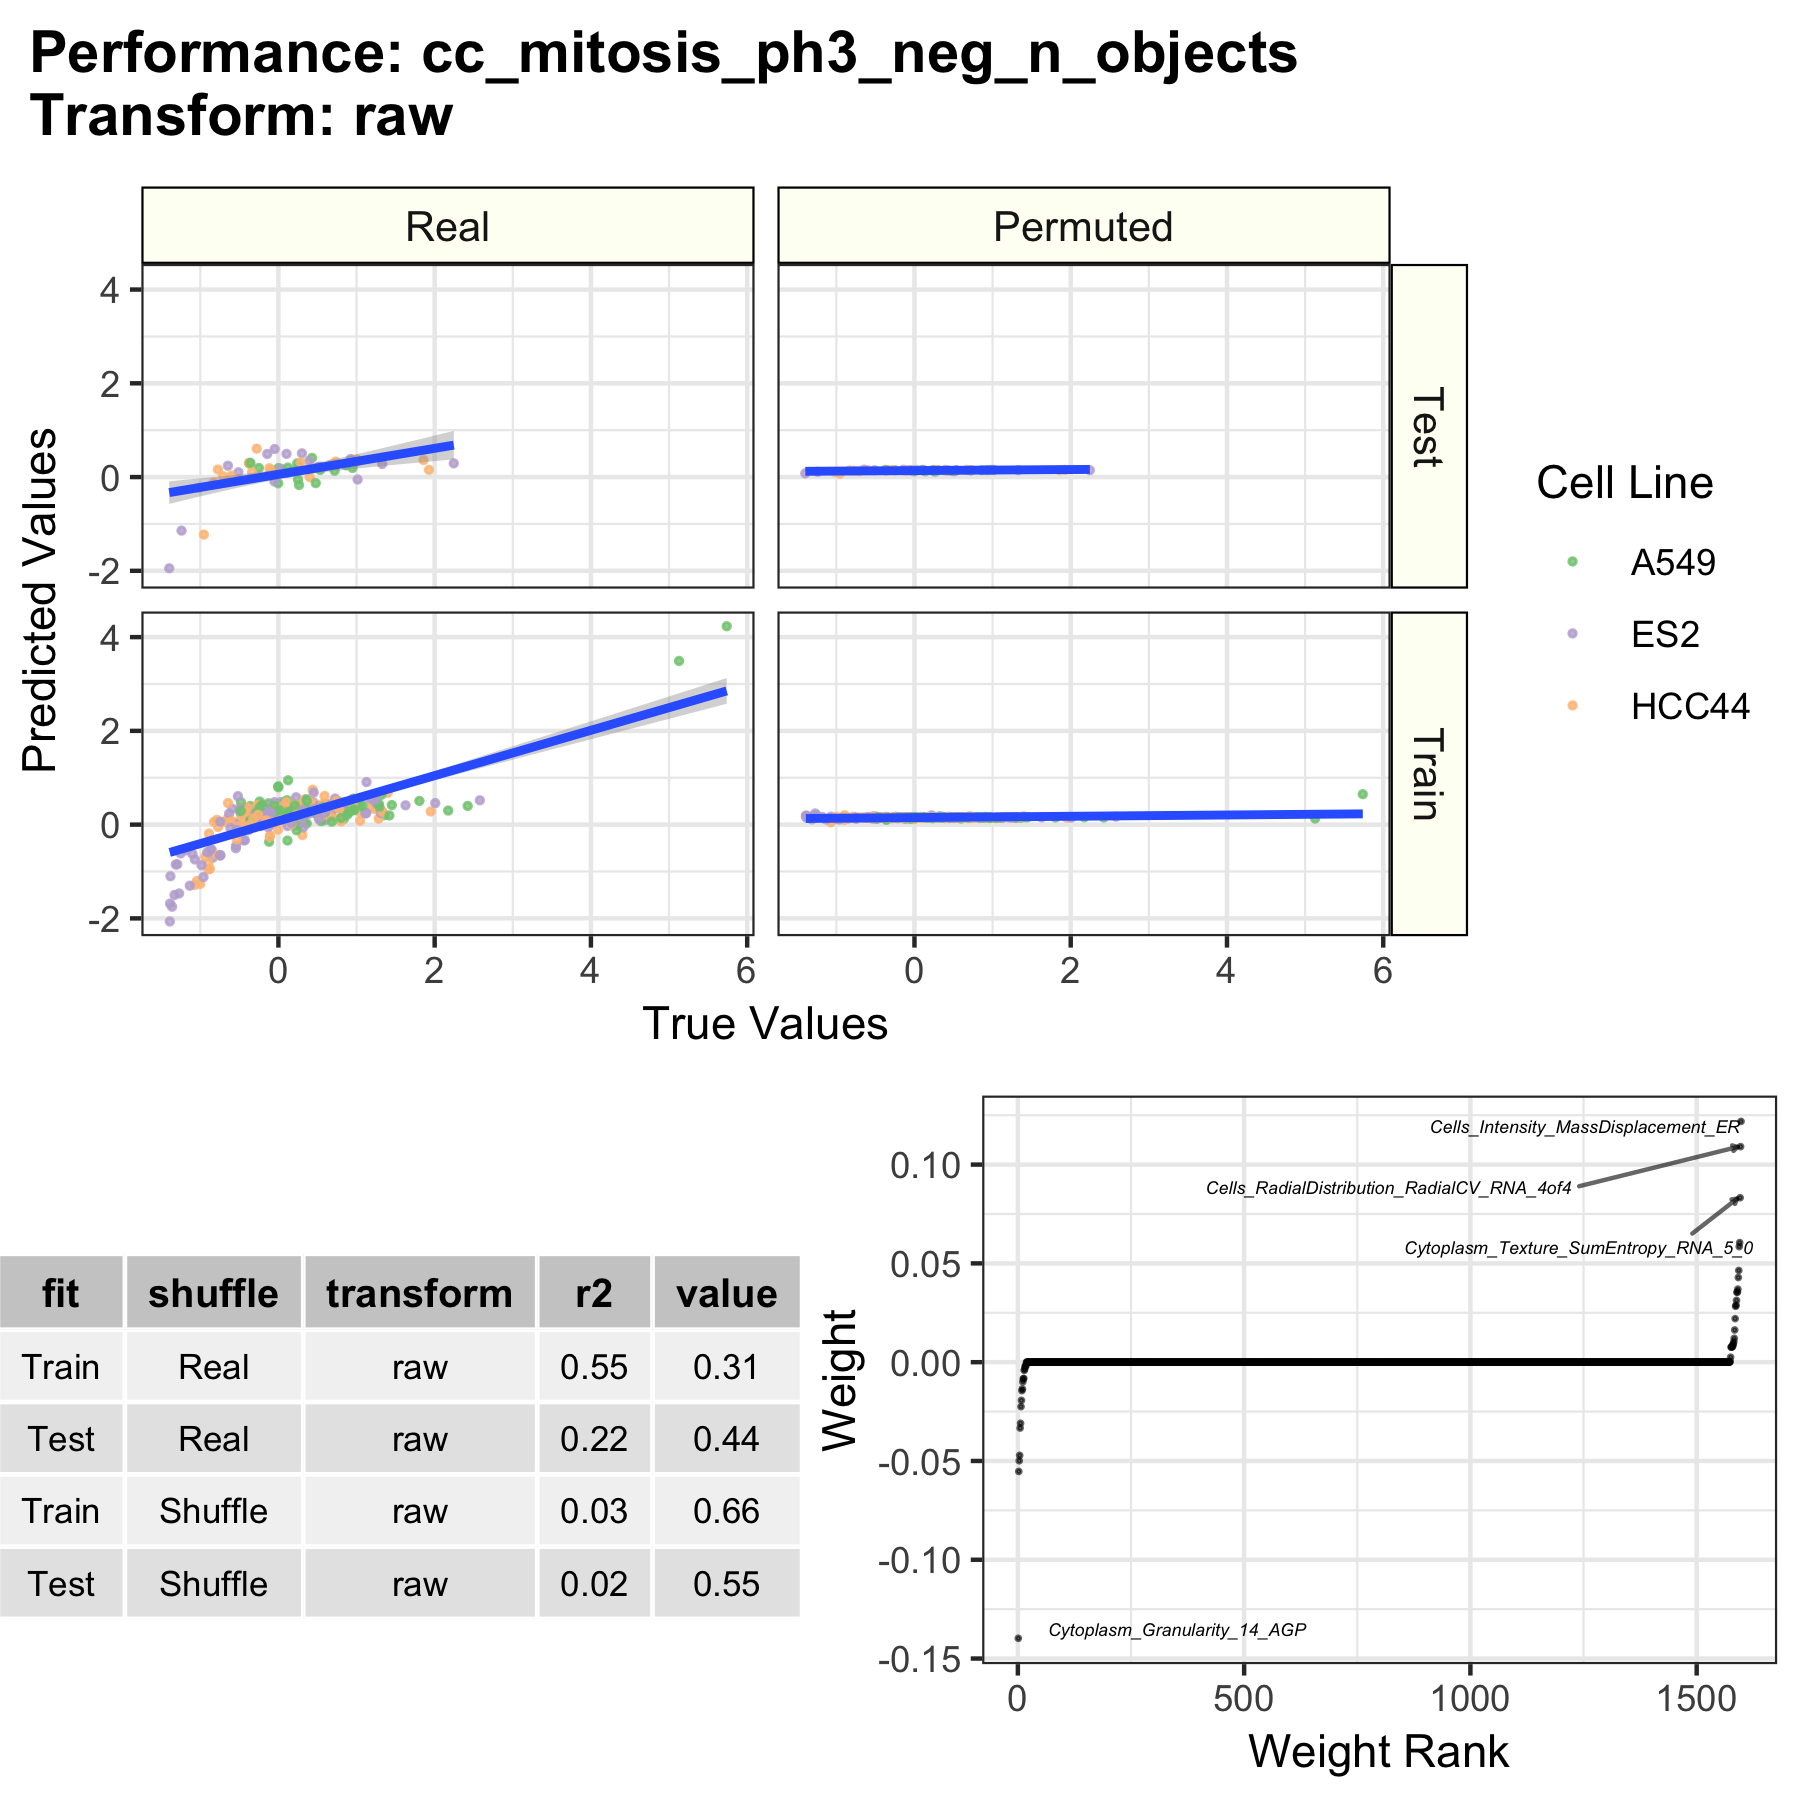 Performance: cc_mitosis_ph3_neg_n_objects
Transform: raw
Real
Permuted
4
2
0
-2
Test
4
2
0
-2
Train
0
2
4
6
0
2
4
6
Predicted Values
True Values
Cell Line
A549
ES2
HCC44
fit shuffle transform r2 value
Train Real raw 0.55 0.31
Test Real raw 0.22 0.44
Train Shuffle raw 0.03 0.66
Test Shuffle raw 0.02 0.55
Weight
0.10
0.05
0.00
-0.05
-0.10
-0.15
Cells_Intensity_MassDisplacement_ER
Cells_RadialDistribution_RadialCV_RNA_4of4
Cytoplasm_Texture_SumEntropy_RNA_5_0
Cytoplasm_Granularity_14_AGP
0
500
1000
1500
Weight Rank